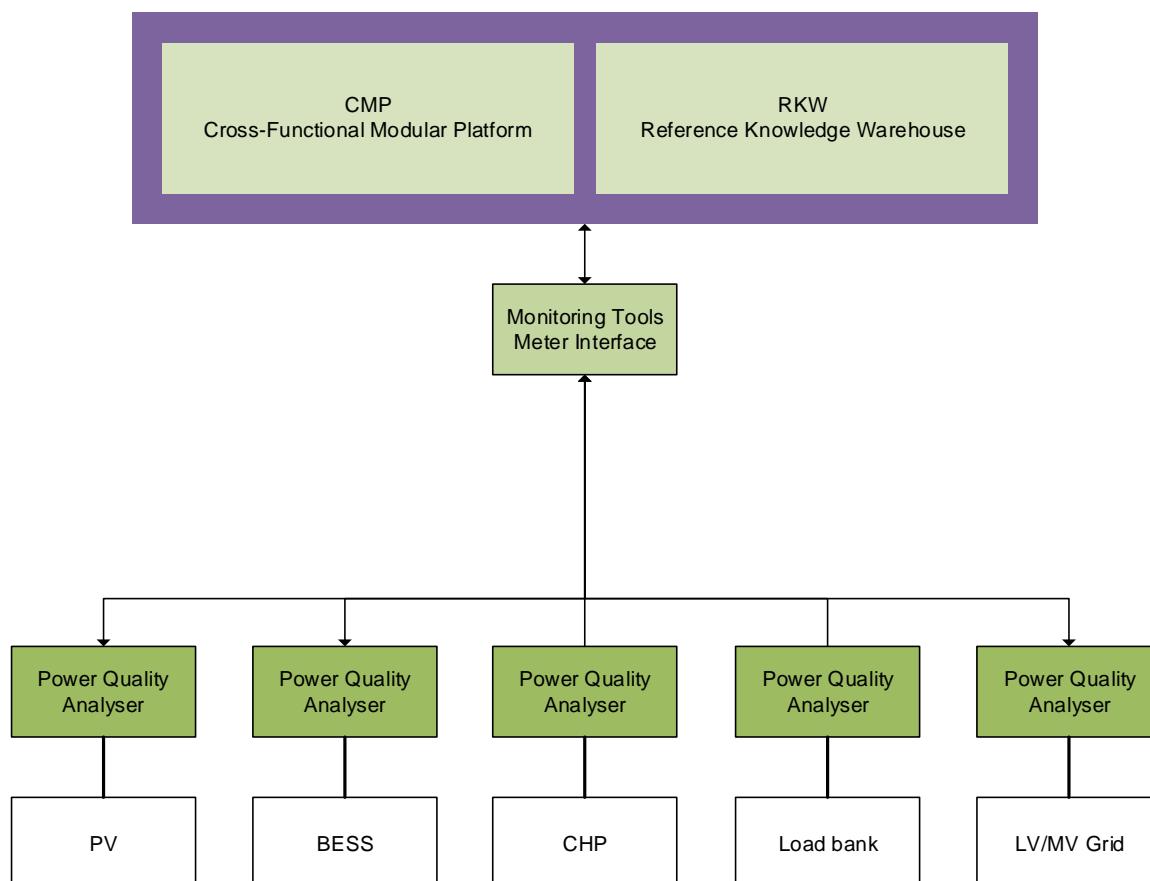 CMP
Cross-Functional Modular Platform
RKW
Reference Knowledge Warehouse
Monitoring Tools
Meter Interface
Power Quality
Analyser
Power Quality
Analyser
Power Quality
Analyser
Power Quality
Analyser
Power Quality
Analyser
PV
BESS
CHP
Load bank
LV/MV Grid